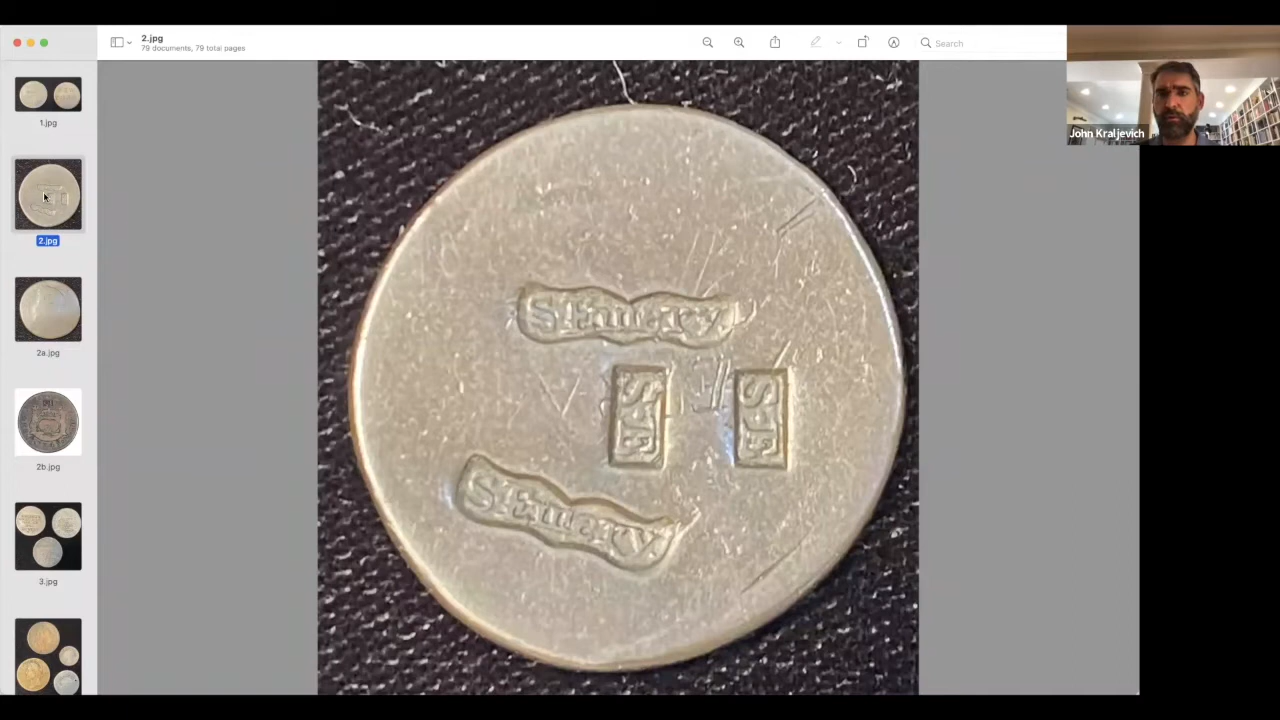 2.jpg
79 documents, 79 total pages
Search
John Kraljevich
1.jpg
2.jpg
2a.jpg
2b.jpg
3.jpg
S·Emery
S·E
S·E
S·Emery